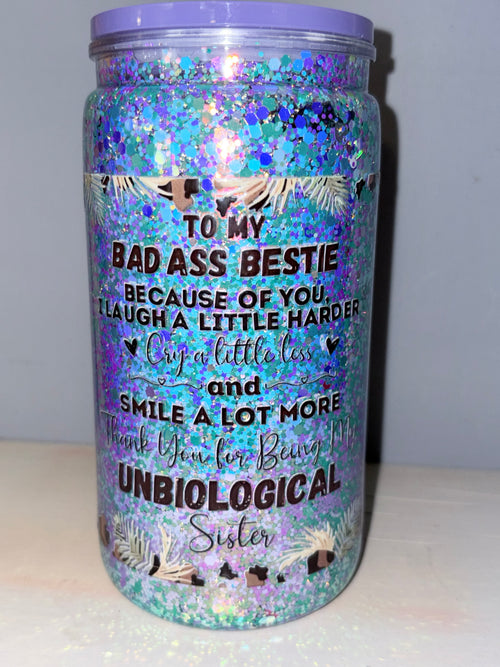 TO MY
BAD ASS BESTIE
BECAUSE OF YOU,
I LAUGH A LITTLE HARDER
Cry a little less
and
SMILE A LOT MORE
Thank You for Being My
UNBIOLOGICAL
Sister